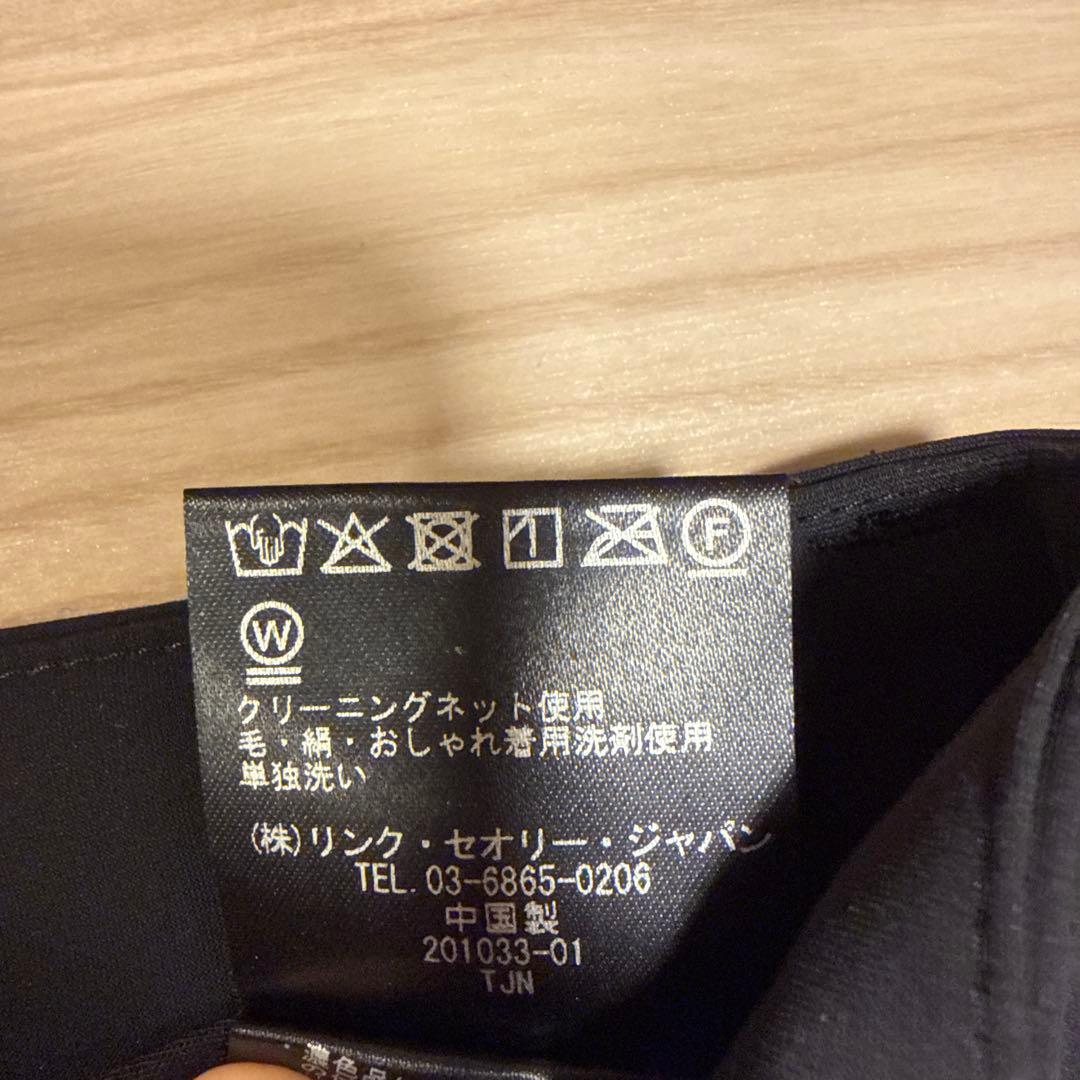 F
W
クリーニングネット使用
毛・絹・おしゃれ着用洗剤使用
単独洗い
(株)リンク・セオリー・ジャパン
TEL. 03-6865-0206
中国製
201033-01
TJN
濃色